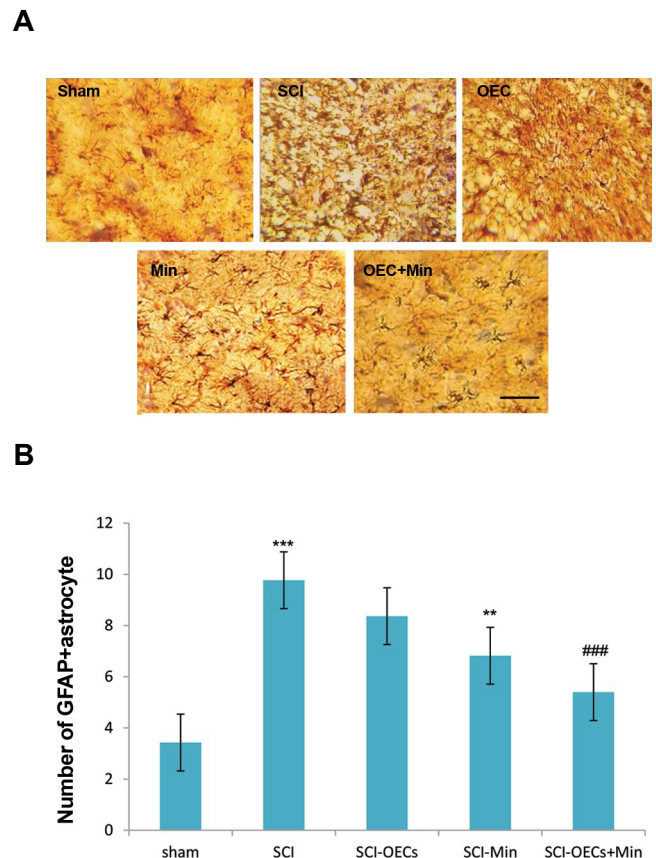 A
Sham
SCI
OEC
Min
OEC+Min
B
Number of GFAP+astrocyte
12
10
8
6
4
2
0
***
**
###
sham
SCI
SCI-OECs
SCI-Min
SCI-OECs+Min